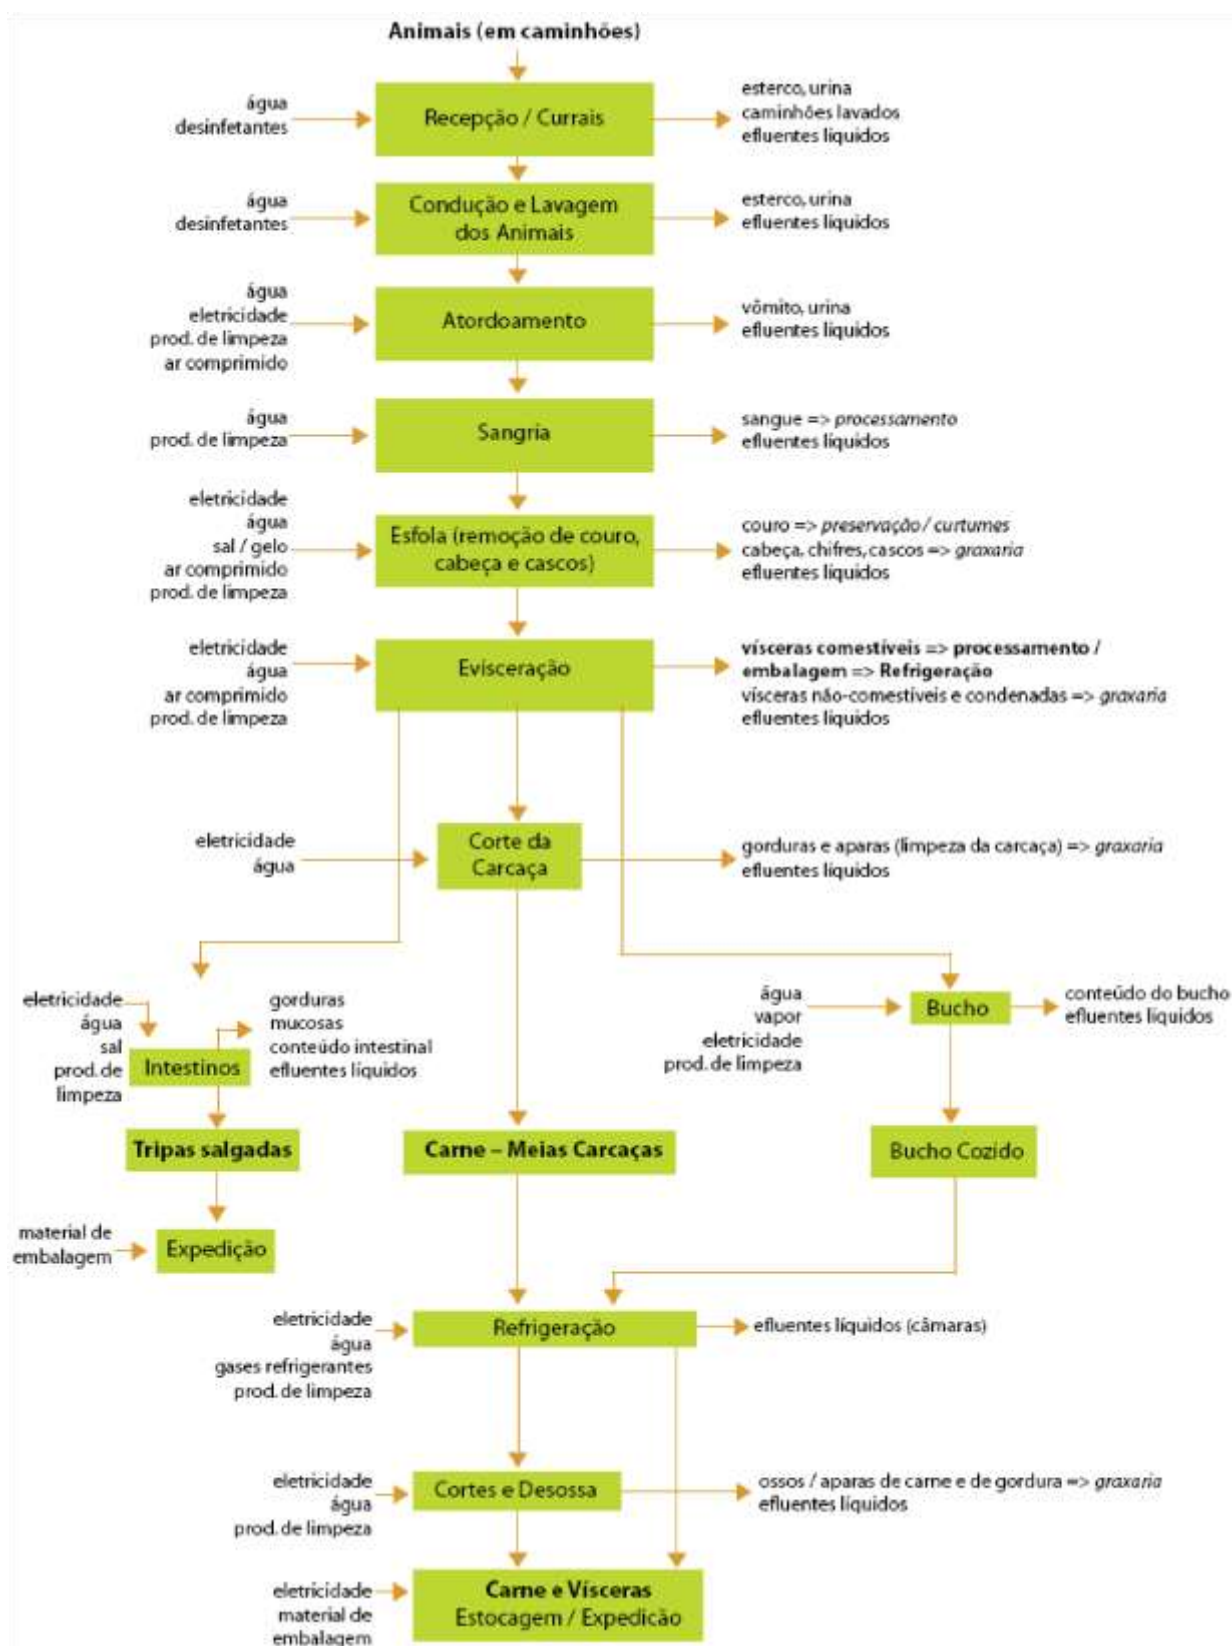 Animais (em caminhões)
água
desinfetantes
Recepção / Currais
esterco, urina
caminhões lavados
efluentes líquidos
água
desinfetantes
Condução e Lavagem
dos Animais
esterco, urina
efluentes líquidos
água
eletricidade
prod. de limpeza
ar comprimido
Atordoamento
vômito, urina
efluentes líquidos
água
prod. de limpeza
Sangria
sangue => processamento
efluentes líquidos
eletricidade
água
sal / gelo
ar comprimido
prod. de limpeza
Esfola (remoção de couro,
cabeça e cascos)
couro => preservação / curtumes
cabeça, chifres, cascos => graxaria
efluentes líquidos
eletricidade
água
ar comprimido
prod. de limpeza
Evisceração
vísceras comestíveis => processamento /
embalagem => Refrigeração
vísceras não-comestíveis e condenadas => graxaria
efluentes líquidos
eletricidade
água
Corte da
Carcaça
gorduras e aparas (limpeza da carcaça) => graxaria
efluentes líquidos
eletricidade
água
sal
prod. de
limpeza
Intestinos
gorduras
mucosas
conteúdo intestinal
efluentes líquidos
água
vapor
eletricidade
prod. de limpeza
Bucho
conteúdo do bucho
efluentes líquidos
Tripas salgadas
Carne – Meias Carcaças
Bucho Cozido
material de
embalagem
Expedição
eletricidade
água
gases refrigerantes
prod. de limpeza
Refrigeração
efluentes líquidos (câmaras)
eletricidade
água
prod. de limpeza
Cortes e Desossa
ossos / aparas de carne e de gordura => graxaria
efluentes líquidos
eletricidade
material de
embalagem
Carne e Vísceras
Estocagem / Expedicão